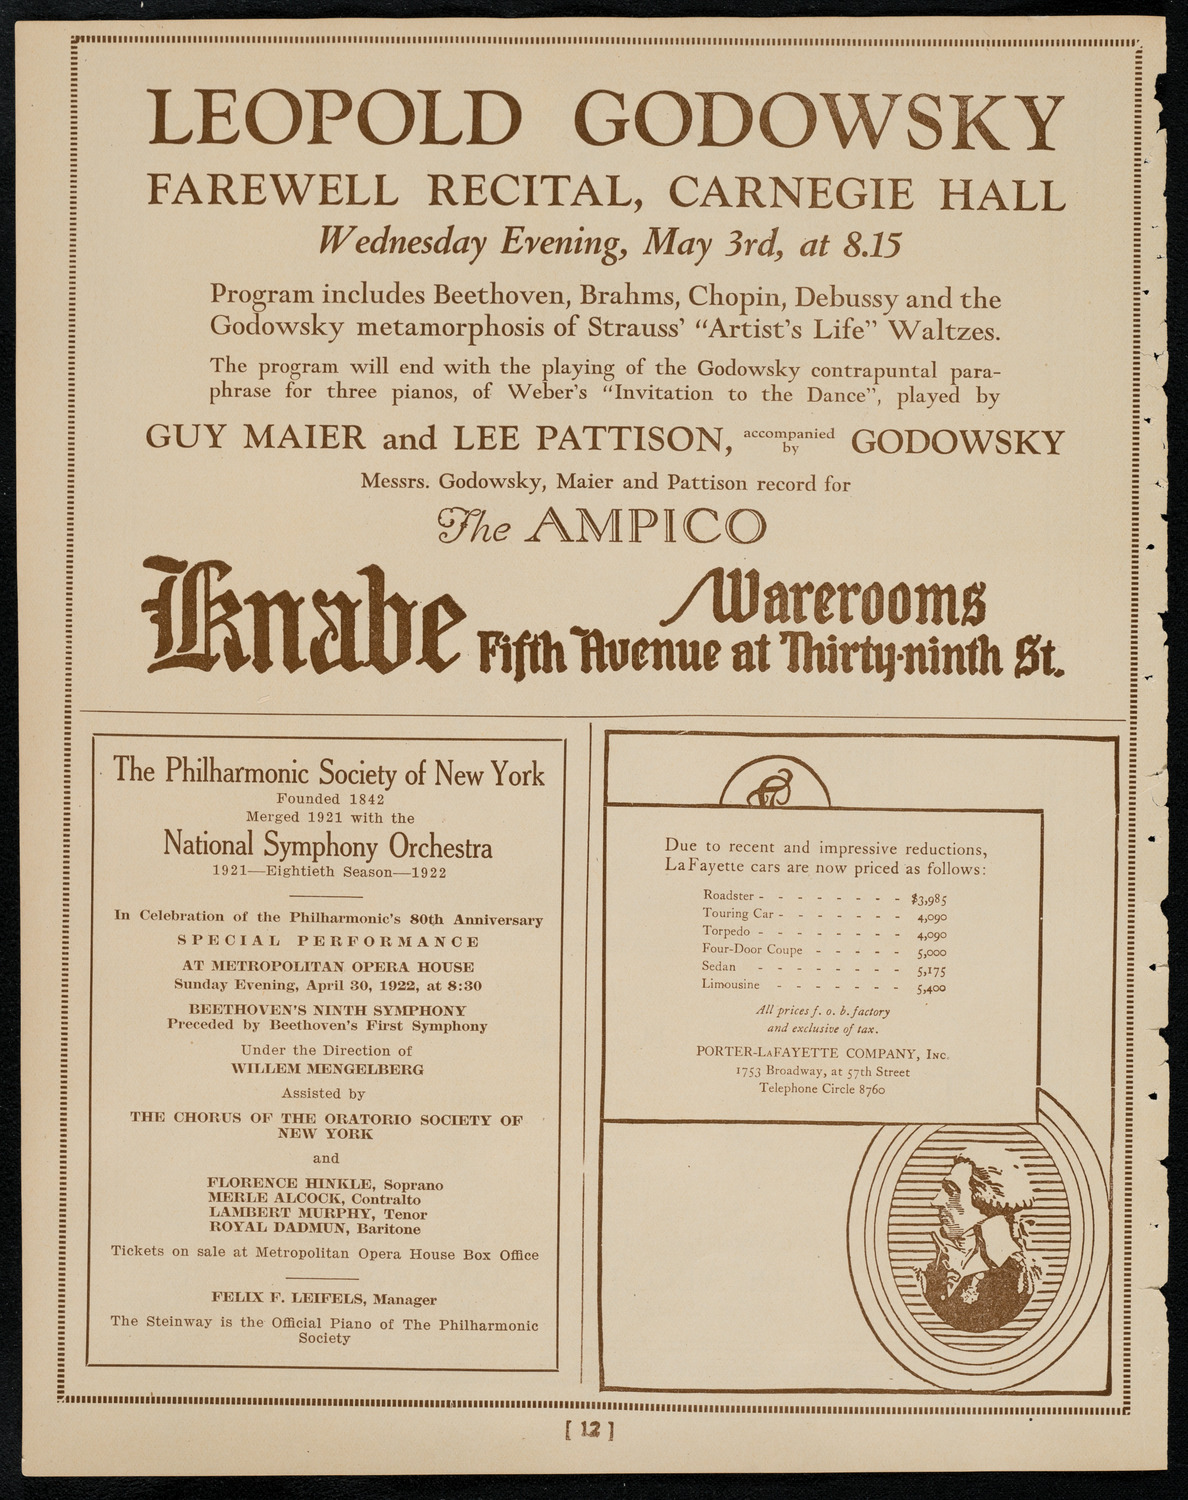 LEOPOLD GODOWSKY
FAREWELL RECITAL, CARNEGIE HALL
Wednesday Evening, May 3rd, at 8.15
Program includes Beethoven, Brahms, Chopin, Debussy and the
Godowsky metamorphosis of Strauss' "Artist's Life" Waltzes.
The program will end with the playing of the Godowsky contrapuntal para-
phrase for three pianos, of Weber's "Invitation to the Dance", played by
GUY MAIER and LEE PATTISON, accompanied by GODOWSKY
Messrs. Godowsky, Maier and Pattison record for
The AMPICO
Knabe Warerooms
Fifth Avenue at Thirty-ninth St.
The Philharmonic Society of New York
Founded 1842
Merged 1921 with the
National Symphony Orchestra
1921—Eightieth Season—1922
In Celebration of the Philharmonic's 80th Anniversary
SPECIAL PERFORMANCE
AT METROPOLITAN OPERA HOUSE
Sunday Evening, April 30, 1922, at 8:30
BEETHOVEN'S NINTH SYMPHONY
Preceded by Beethoven's First Symphony
Under the Direction of
WILLEM MENGELBERG
Assisted by
THE CHORUS OF THE ORATORIO SOCIETY OF
NEW YORK
and
FLORENCE HINKLE, Soprano
MERLE ALCOCK, Contralto
LAMBERT MURPHY, Tenor
ROYAL DADMUN, Baritone
Tickets on sale at Metropolitan Opera House Box Office
FELIX F. LEIFELS, Manager
The Steinway is the Official Piano of The Philharmonic
Society
Due to recent and impressive reductions,
LaFayette cars are now priced as follows:
Roadster - - - - - - - - $3,985
Touring Car - - - - - - - 4,090
Torpedo - - - - - - - - 4,090
Four-Door Coupe - - - - - 5,000
Sedan - - - - - - - - 5,175
Limousine - - - - - - - 5,400
All prices f. o. b. factory
and exclusive of tax.
PORTER-LAFAYETTE COMPANY, Inc.
1753 Broadway, at 57th Street
Telephone Circle 8760
[ 12 ]